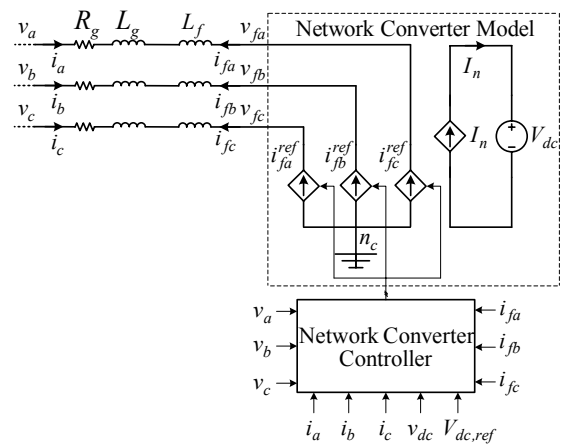 Network Converter Model
v_a R_g L_g L_f v_fa
i_a i_fa
v_b v_fb
i_b i_fb
v_c v_fc
i_c i_fc
I_n
i_fa^ref i_fb^ref i_fc^ref
I_n V_dc
n_c
v_a Network Converter Controller i_fa
v_b i_fb
v_c i_fc
i_a i_b i_c v_dc V_dc,ref